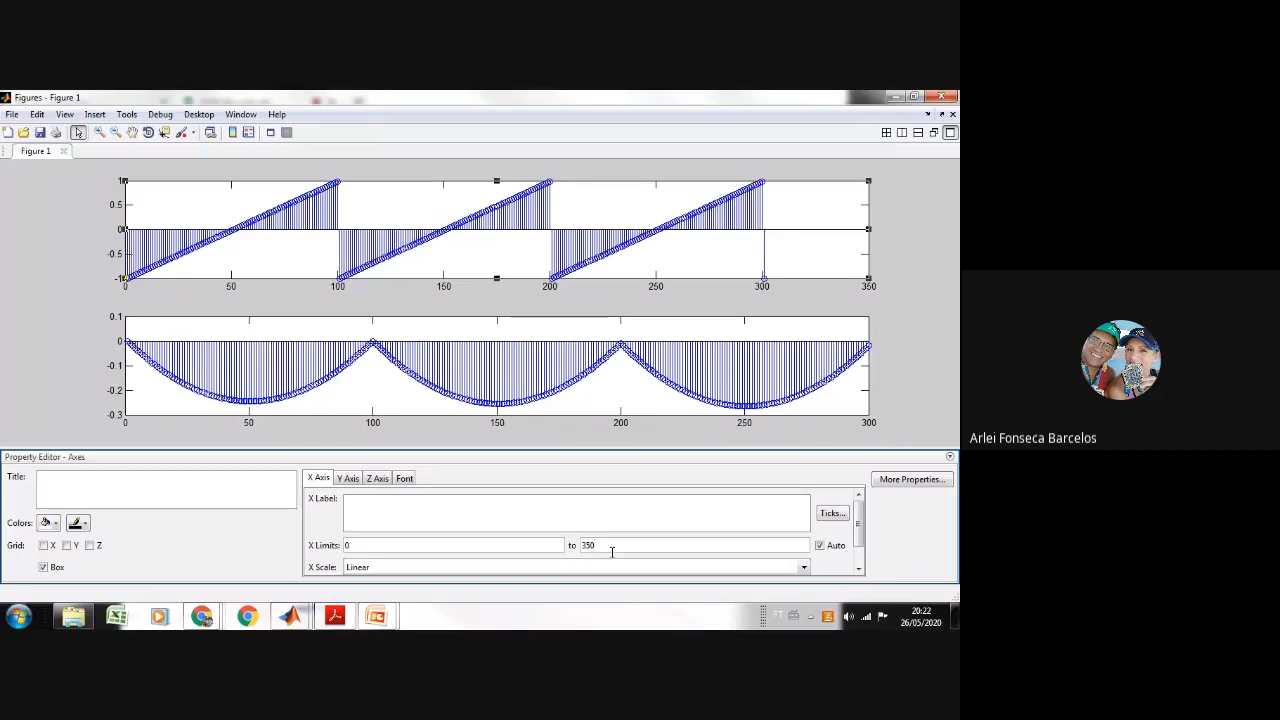 Figures - Figure 1
File Edit View Insert Tools Debug Desktop Window Help
Figure 1
1
0.5
0
-0.5
-1
0 50 100 150 200 250 300 350
0.1
0
-0.1
-0.2
-0.3
0 50 100 150 200 300
Arlei Fonseca Barcelos
Property Editor - Axes
Title:
X Axis Y Axis Z Axis Font
More Properties...
X Label:
Ticks...
Colors:
Grid: X Y Z
X Limits: 0 to 350 Auto
Box
X Scale: Linear
PT
20:22
26/05/2020